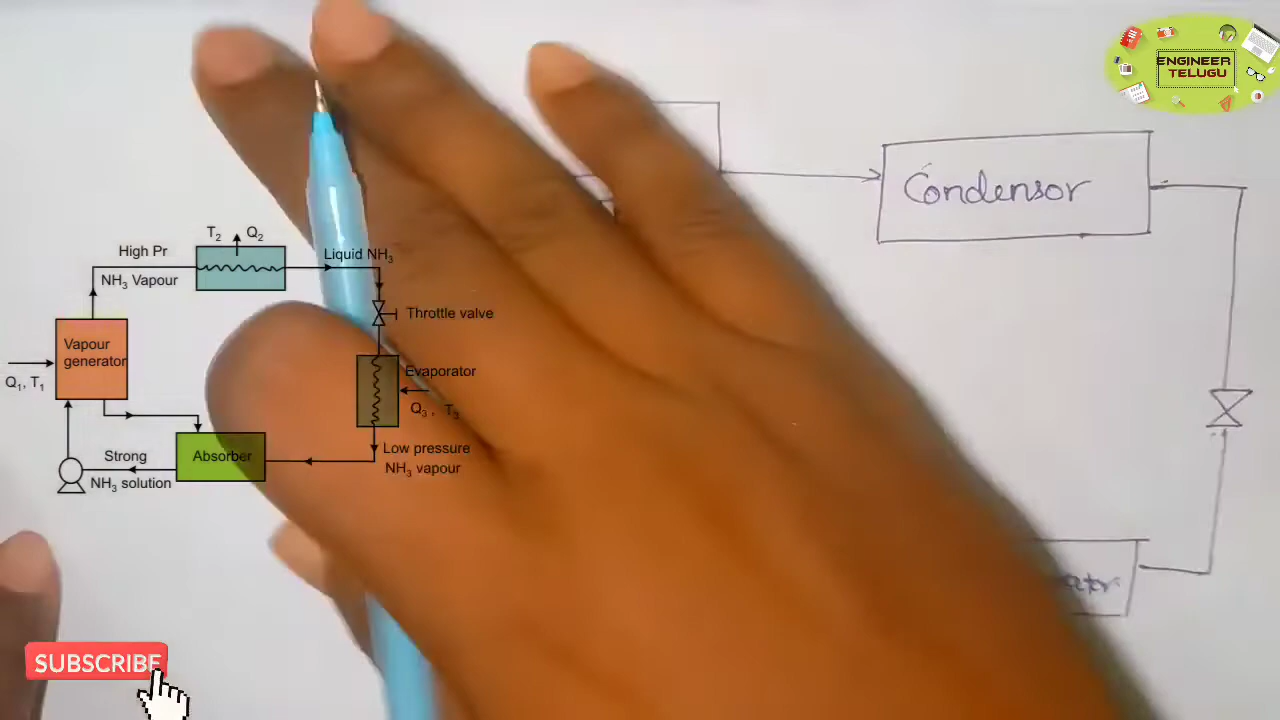 ENGINEER
TELUGU
Condensor
T2 Q2
High Pr
NH3 Vapour
Liquid NH3
Throttle valve
Vapour
generator
Q1, T1
Evaporator
Q3 , T3
Low pressure
NH3 vapour
Absorber
Strong
NH3 solution
SUBSCRIBE